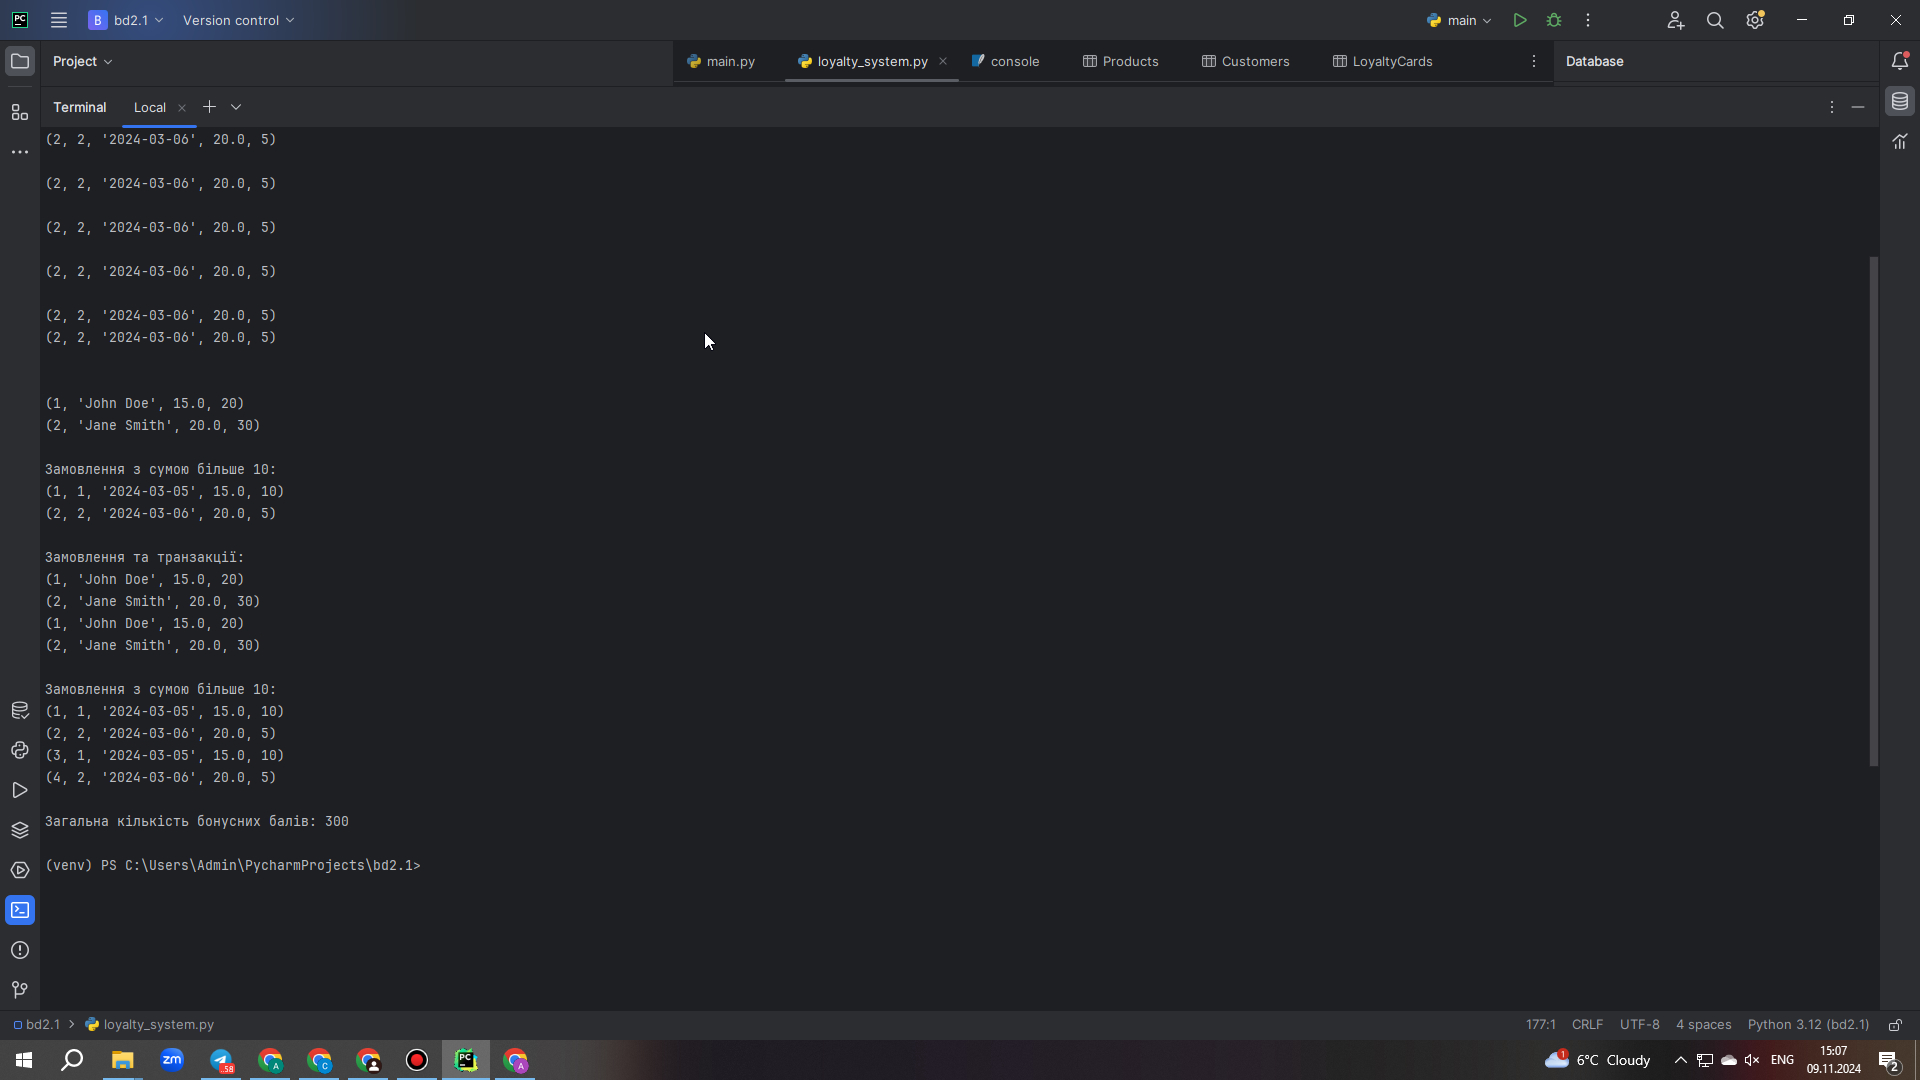 PC
B bd2.1
Version control
main
Project
main.py
loyalty_system.py
console
Products
Customers
LoyaltyCards
Database
Terminal
Local
(2, 2, '2024-03-06', 20.0, 5)
(2, 2, '2024-03-06', 20.0, 5)
(2, 2, '2024-03-06', 20.0, 5)
(2, 2, '2024-03-06', 20.0, 5)
(2, 2, '2024-03-06', 20.0, 5)
(2, 2, '2024-03-06', 20.0, 5)
(1, 'John Doe', 15.0, 20)
(2, 'Jane Smith', 20.0, 30)
Замовлення з сумою більше 10:
(1, 1, '2024-03-05', 15.0, 10)
(2, 2, '2024-03-06', 20.0, 5)
Замовлення та транзакції:
(1, 'John Doe', 15.0, 20)
(2, 'Jane Smith', 20.0, 30)
(1, 'John Doe', 15.0, 20)
(2, 'Jane Smith', 20.0, 30)
Замовлення з сумою більше 10:
(1, 1, '2024-03-05', 15.0, 10)
(2, 2, '2024-03-06', 20.0, 5)
(3, 1, '2024-03-05', 15.0, 10)
(4, 2, '2024-03-06', 20.0, 5)
Загальна кількість бонусних балів: 300
(venv) PS C:\Users\Admin\PycharmProjects\bd2.1>
bd2.1 > loyalty_system.py
177:1 CRLF UTF-8 4 spaces Python 3.12 (bd2.1)
zm
58
A
C
PC
A
1
6°C Cloudy
ENG
15:07
09.11.2024
2